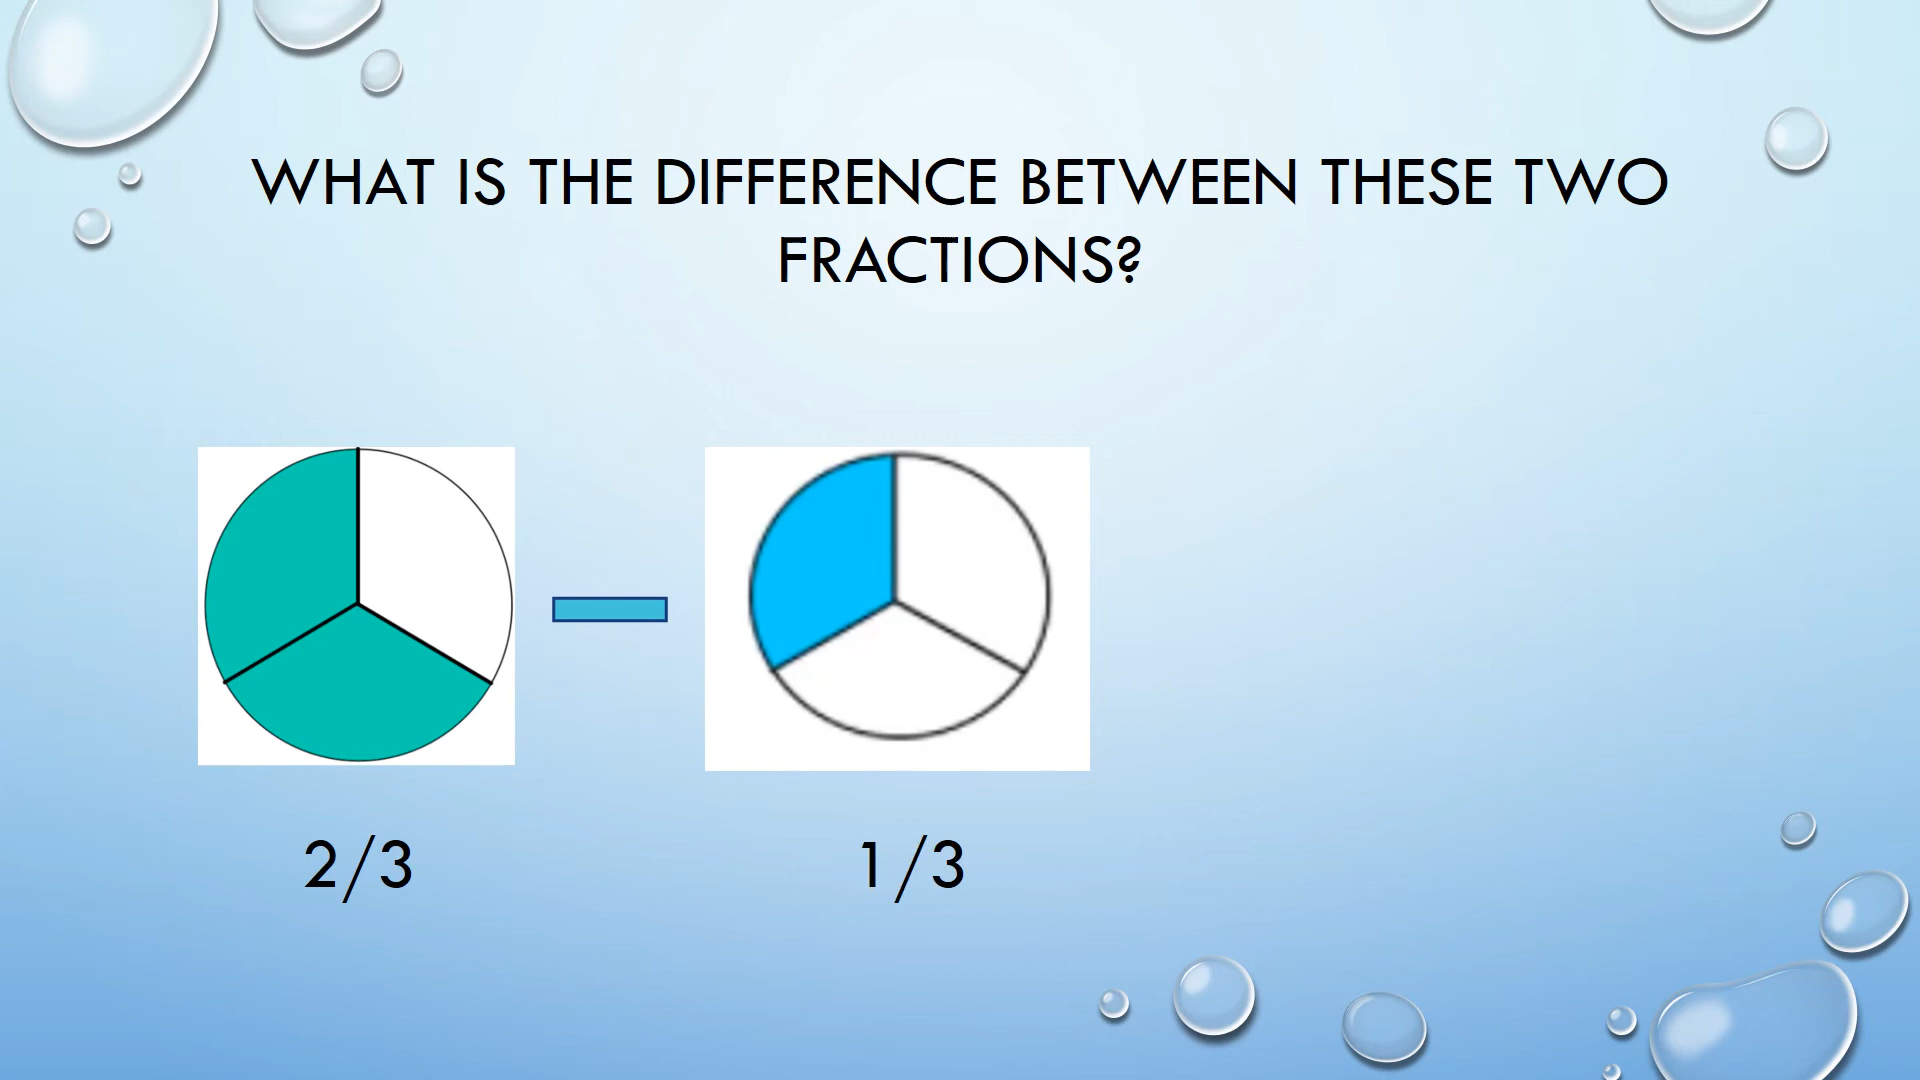 WHAT IS THE DIFFERENCE BETWEEN THESE TWO
FRACTIONS?
2/3
1/3